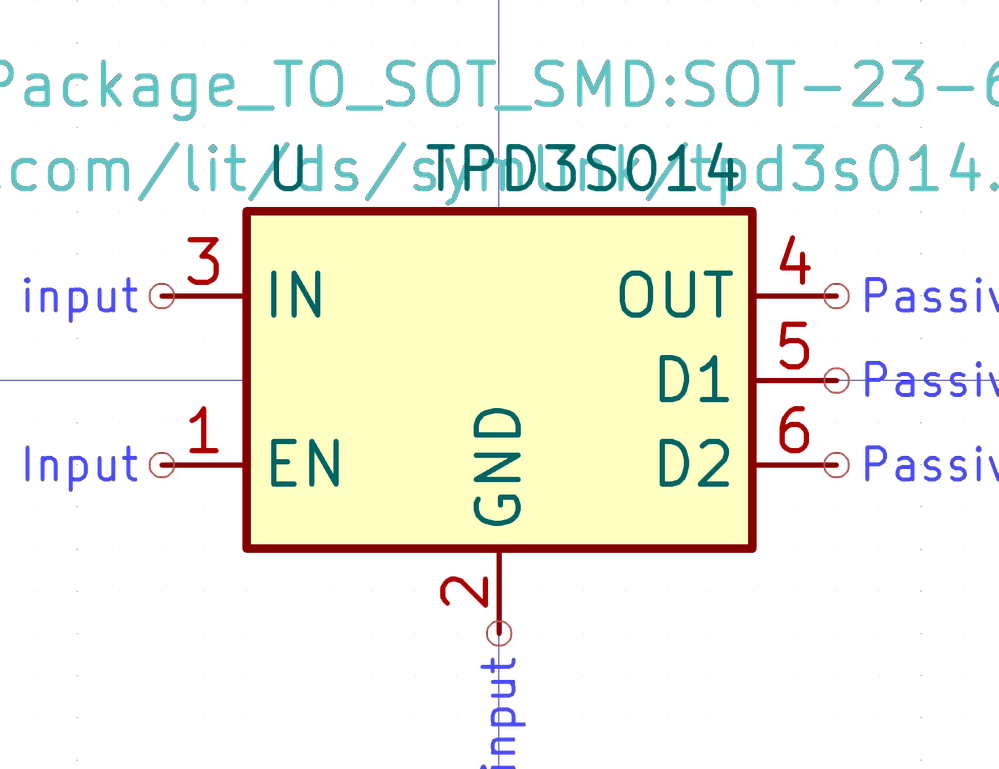 Package_TO_SOT_SMD:SOT-23-6
.com/lit/ds/symlink/tpd3s014.
U TPD3S014
3 4
input IN OUT Passiv
5
D1 Passiv
1 6
Input EN D2 Passiv
GND
2
input